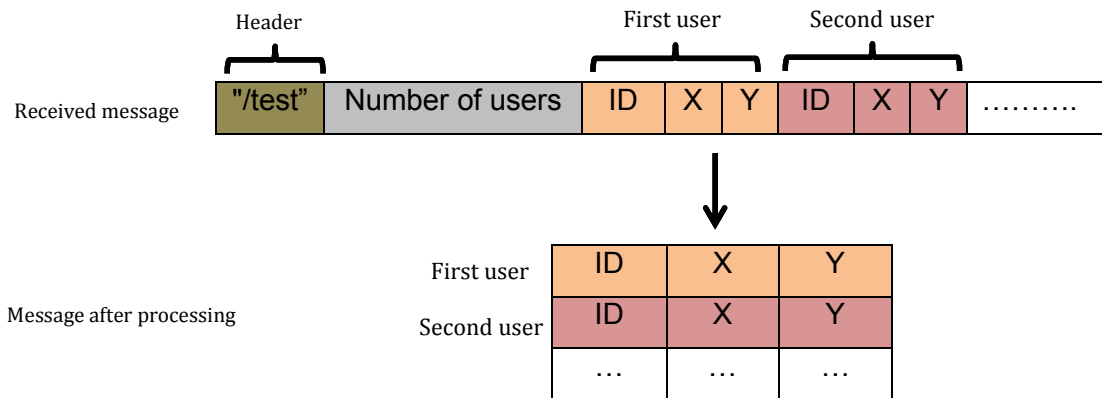 Header
First user
Second user
Received message
"/test”
Number of users
ID
X
Y
ID
X
Y
……….
First user
ID
X
Y
Message after processing
Second user
ID
X
Y
…
…
…